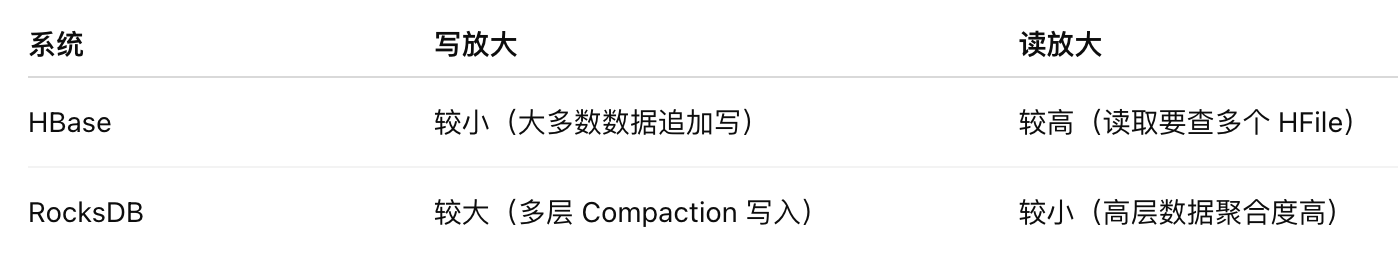 系统 写放大 读放大
HBase 较小（大多数数据追加写） 较高（读取要查多个 HFile）
RocksDB 较大（多层 Compaction 写入） 较小（高层数据聚合度高）